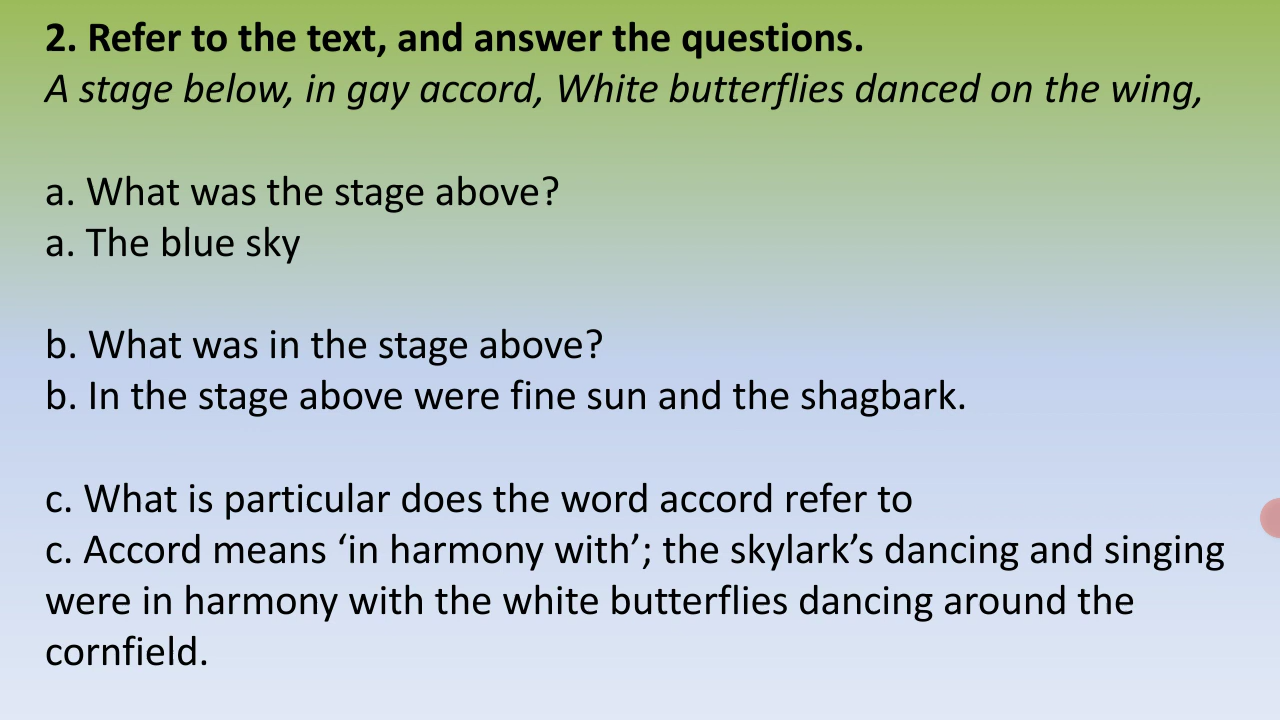 2. Refer to the text, and answer the questions.
A stage below, in gay accord, White butterflies danced on the wing,
a. What was the stage above?
a. The blue sky
b. What was in the stage above?
b. In the stage above were fine sun and the shagbark.
c. What is particular does the word accord refer to
c. Accord means ‘in harmony with’; the skylark’s dancing and singing
were in harmony with the white butterflies dancing around the
cornfield.